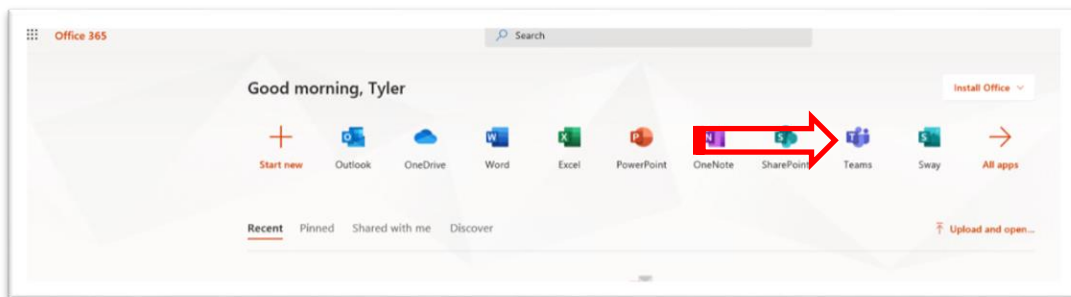 Office 365
Search
Good morning, Tyler
Install Office
Start new Outlook OneDrive Word Excel PowerPoint OneNote SharePoint Teams Sway All apps
Recent Pinned Shared with me Discover
Upload and open...